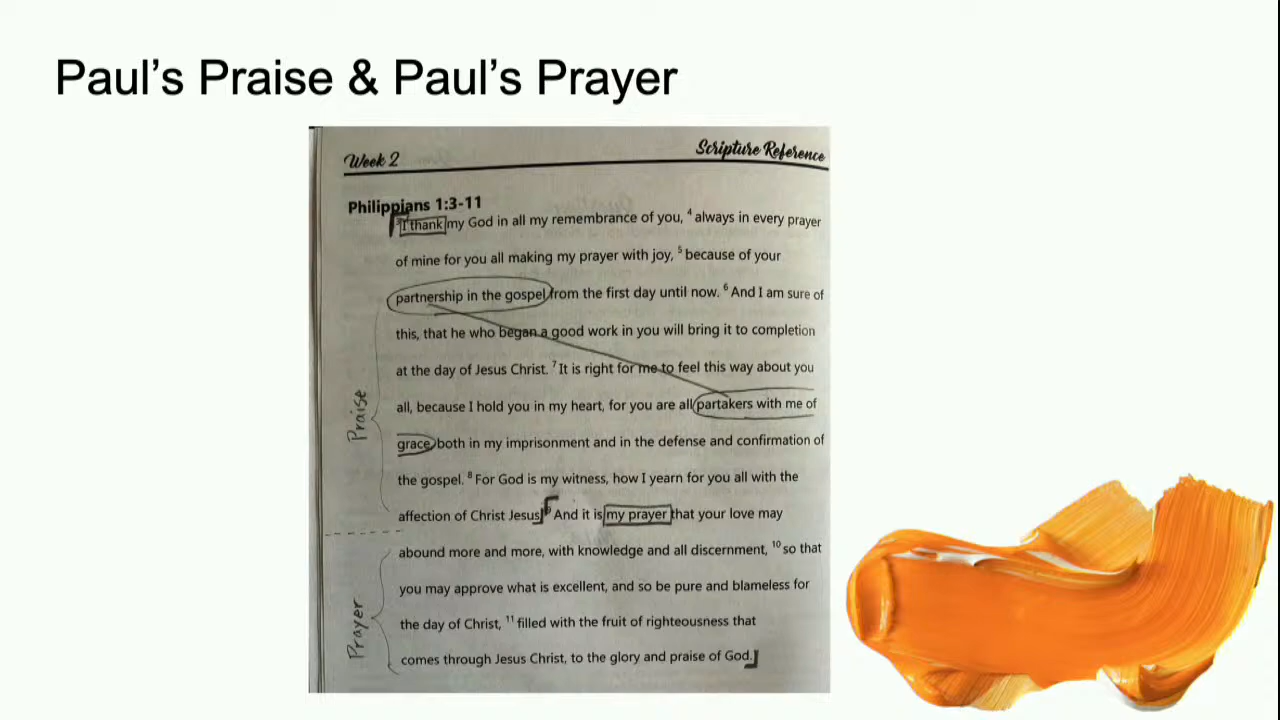 Paul's Praise & Paul's Prayer
Week 2
Scripture Reference
Philippians 1:3-11
I thank my God in all my remembrance of you, 4 always in every prayer
of mine for you all making my prayer with joy, 5 because of your
partnership in the gospel from the first day until now. 6 And I am sure of
this, that he who began a good work in you will bring it to completion
at the day of Jesus Christ. 7 It is right for me to feel this way about you
all, because I hold you in my heart, for you are all partakers with me of
grace, both in my imprisonment and in the defense and confirmation of
the gospel. 8 For God is my witness, how I yearn for you all with the
affection of Christ Jesus. And it is my prayer that your love may
abound more and more, with knowledge and all discernment, 10 so that
you may approve what is excellent, and so be pure and blameless for
the day of Christ, 11 filled with the fruit of righteousness that
comes through Jesus Christ, to the glory and praise of God.
Praise
Prayer